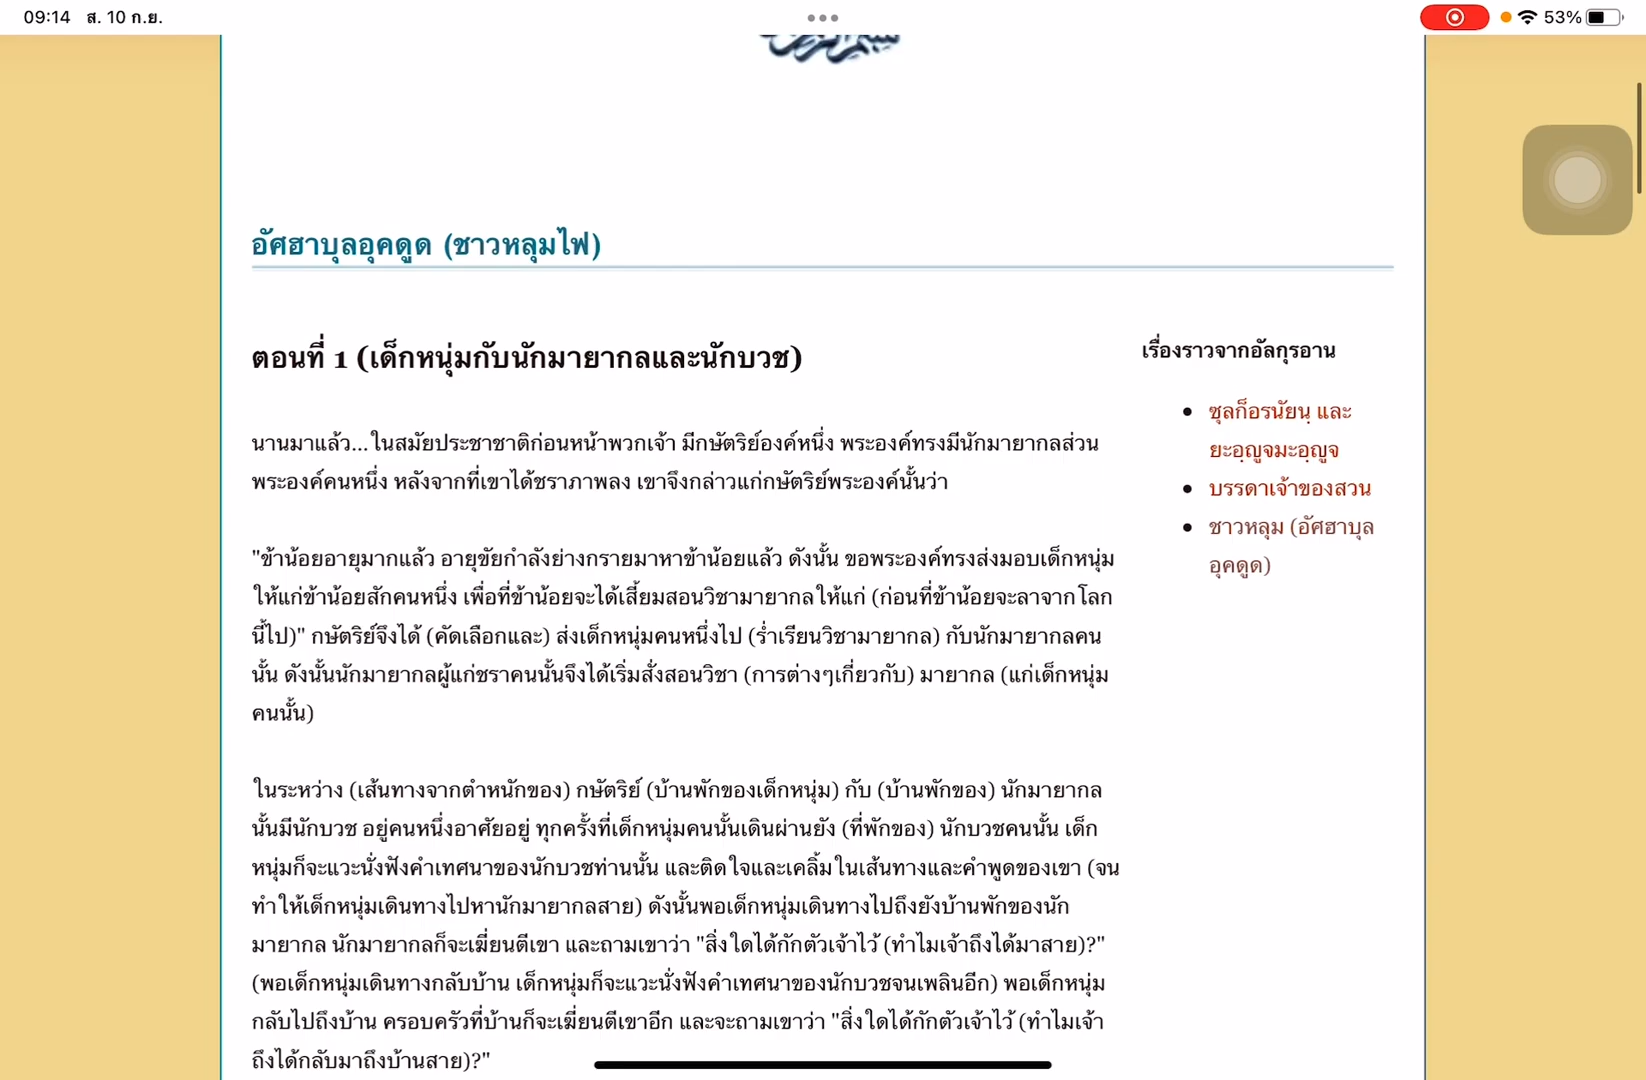 09:14 ส. 10 ก.ย.
53%
อัศฮาบุลอุคดูด (ชาวหลุมไฟ)
ตอนที่ 1 (เด็กหนุ่มกับนักมายากลและนักบวช)
นานมาแล้ว... ในสมัยประชาชาติก่อนหน้าพวกเจ้า มีกษัตริย์องค์หนึ่ง พระองค์ทรงมีนักมายากลส่วน
พระองค์คนหนึ่ง หลังจากที่เขาได้ชราภาพลง เขาจึงกล่าวแก่กษัตริย์พระองค์นั้นว่า
"ข้าน้อยอายุมากแล้ว อายุขัยกำลังย่างกรายมาหาข้าน้อยแล้ว ดังนั้น ขอพระองค์ทรงส่งมอบเด็กหนุ่ม
ให้แก่ข้าน้อยสักคนหนึ่ง เพื่อที่ข้าน้อยจะได้เสี้ยมสอนวิชามายากลให้แก่ (ก่อนที่ข้าน้อยจะลาจากโลก
นี้ไป)" กษัตริย์จึงได้ (คัดเลือกและ) ส่งเด็กหนุ่มคนหนึ่งไป (ร่ำเรียนวิชามายากล) กับนักมายากลคน
นั้น ดังนั้นนักมายากลผู้แก่ชราคนนั้นจึงได้เริ่มสั่งสอนวิชา (การต่างๆเกี่ยวกับ) มายากล (แก่เด็กหนุ่ม
คนนั้น)
ในระหว่าง (เส้นทางจากตำหนักของ) กษัตริย์ (บ้านพักของเด็กหนุ่ม) กับ (บ้านพักของ) นักมายากล
นั้นมีนักบวช อยู่คนหนึ่งอาศัยอยู่ ทุกครั้งที่เด็กหนุ่มคนนั้นเดินผ่านยัง (ที่พักของ) นักบวชคนนั้น เด็ก
หนุ่มก็จะแวะนั่งฟังคำเทศนาของนักบวชท่านนั้น และติดใจและเคลิ้มในเส้นทางและคำพูดของเขา (จน
ทำให้เด็กหนุ่มเดินทางไปหานักมายากลสาย) ดังนั้นพอเด็กหนุ่มเดินทางไปถึงยังบ้านพักของนัก
มายากล นักมายากลก็จะเฆี่ยนตีเขา และถามเขาว่า "สิ่งใดได้กักตัวเจ้าไว้ (ทำไมเจ้าถึงได้มาสาย)?"
(พอเด็กหนุ่มเดินทางกลับบ้าน เด็กหนุ่มก็จะแวะนั่งฟังคำเทศนาของนักบวชจนเพลินอีก) พอเด็กหนุ่ม
กลับไปถึงบ้าน ครอบครัวที่บ้านก็จะเฆี่ยนตีเขาอีก และจะถามเขาว่า "สิ่งใดได้กักตัวเจ้าไว้ (ทำไมเจ้า
ถึงได้กลับมาถึงบ้านสาย)?"
เรื่องราวจากอัลกุรอาน
ซุลก็อรนัยนฺ และ
ยะอฺญูจมะอฺญูจ
บรรดาเจ้าของสวน
ชาวหลุม (อัศฮาบุล
อุคดูด)